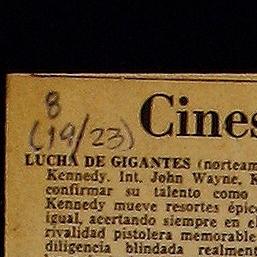 8
(19/23)
Cines
LUCHA DE GIGANTES (norteam
Kennedy. Int. John Wayne, K
confirmar su talento como
Kennedy mueve resortes épic
igual, acertando siempre en el
rivalidad pistolera memorable
diligencia blindada realment